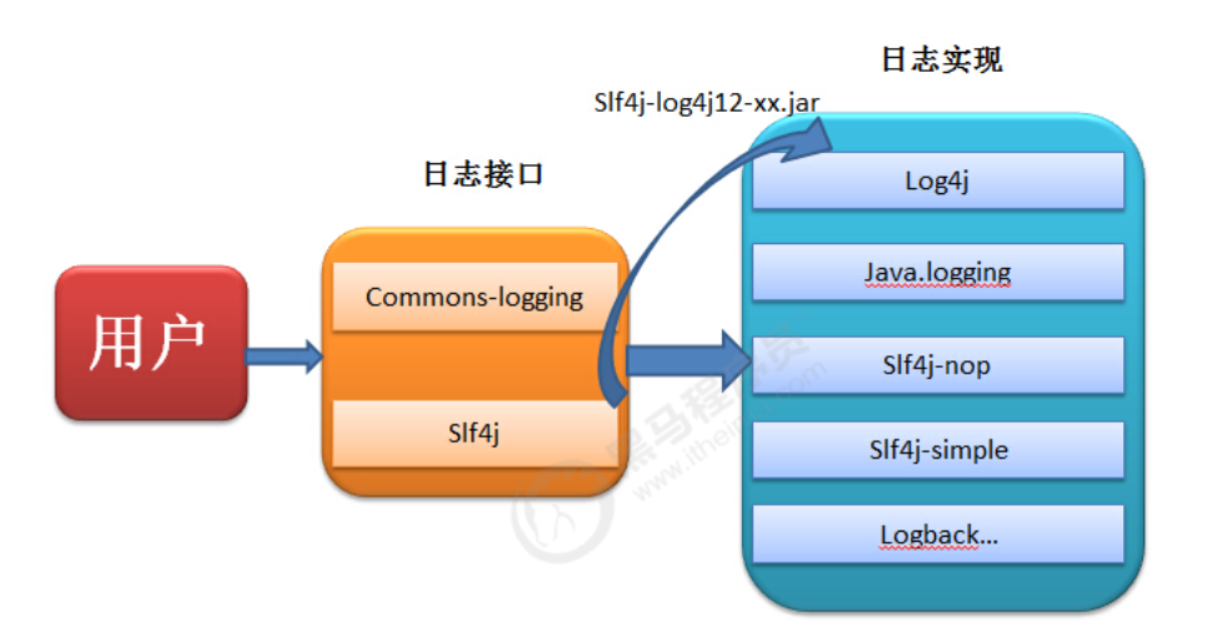 日志实现
Slf4j-log4j12-xx.jar
日志接口
用户
Commons-logging
Slf4j
Log4j
Java.logging
Slf4j-nop
Slf4j-simple
Logback...
黑马程序员
www.itheima.com